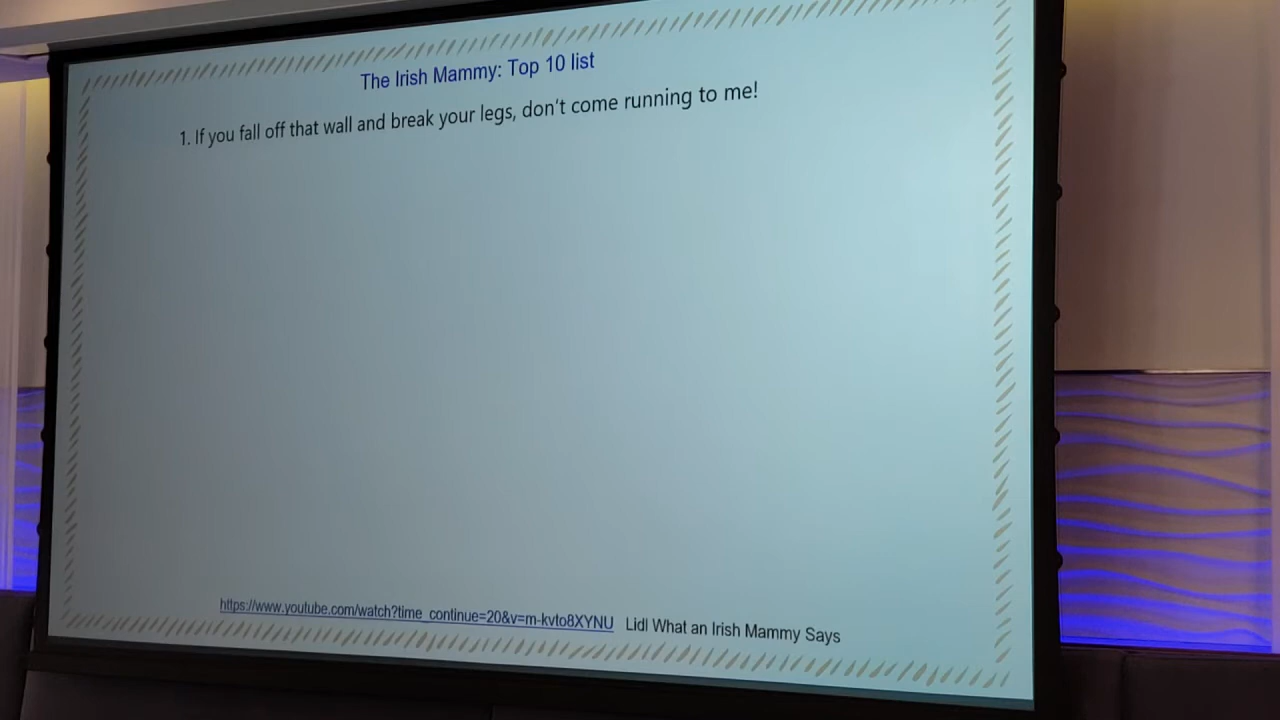 The Irish Mammy: Top 10 list
1. If you fall off that wall and break your legs, don't come running to me!
https://www.youtube.com/watch?time_continue=20&v=m-kvto8XYNU Lidl What an Irish Mammy Says